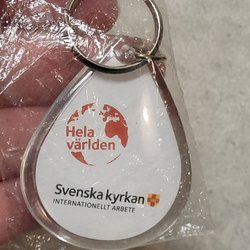 Hela
världen
Svenska kyrkan
INTERNATIONELLT ARBETE